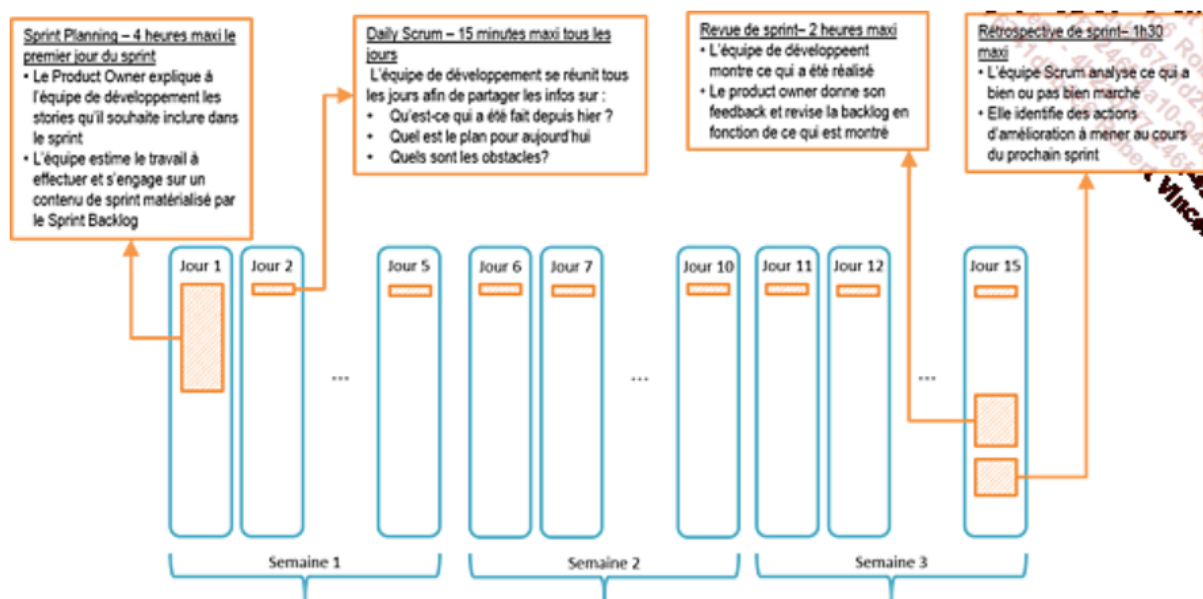 Sprint Planning – 4 heures maxi le
premier jour du sprint
• Le Product Owner explique à
l'équipe de développement les
stories qu'il souhaite inclure dans
le sprint
• L'équipe estime le travail à
effectuer et s'engage sur un
contenu de sprint matérialisé par
le Sprint Backlog
Daily Scrum – 15 minutes maxi tous les
jours
L'équipe de développement se réunit tous
les jours afin de partager les infos sur :
• Qu'est-ce qui a été fait depuis hier ?
• Quel est le plan pour aujourd'hui
• Quels sont les obstacles?
Revue de sprint– 2 heures maxi
• L'équipe de développeent
montre ce qui a été réalisé
• Le product owner donne son
feedback et revise la backlog en
fonction de ce qui est montré
Rétrospective de sprint– 1h30
maxi
• L'équipe Scrum analyse ce qui a
bien ou pas bien marché
• Elle identifie des actions
d'amélioration à mener au cours
du prochain sprint
Jour 1
Jour 2
...
Jour 5
Jour 6
Jour 7
...
Jour 10
Jour 11
Jour 12
...
Jour 15
Semaine 1
Semaine 2
Semaine 3